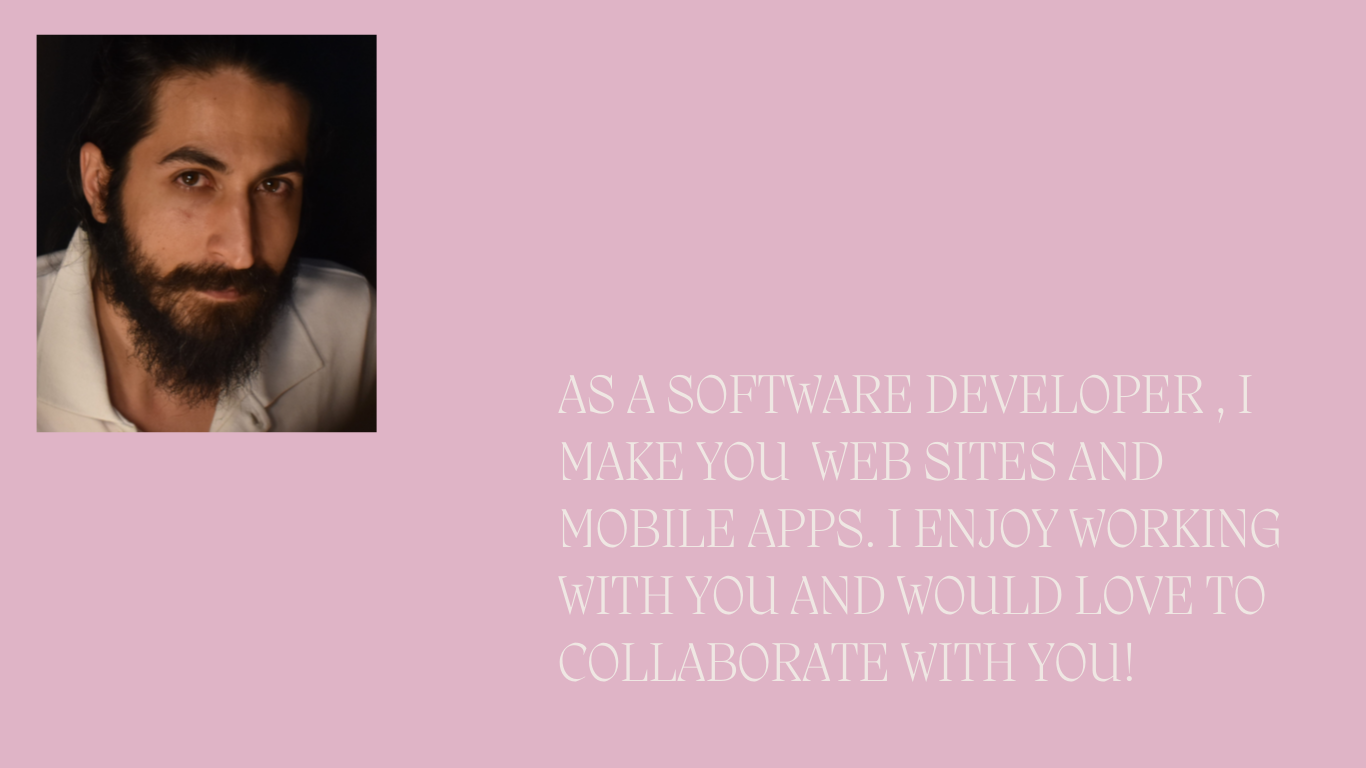 AS A SOFTWARE DEVELOPER , I
MAKE YOU  WEB SITES AND
MOBILE APPS. I ENJOY WORKING
WITH YOU AND WOULD LOVE TO
COLLABORATE WITH YOU!